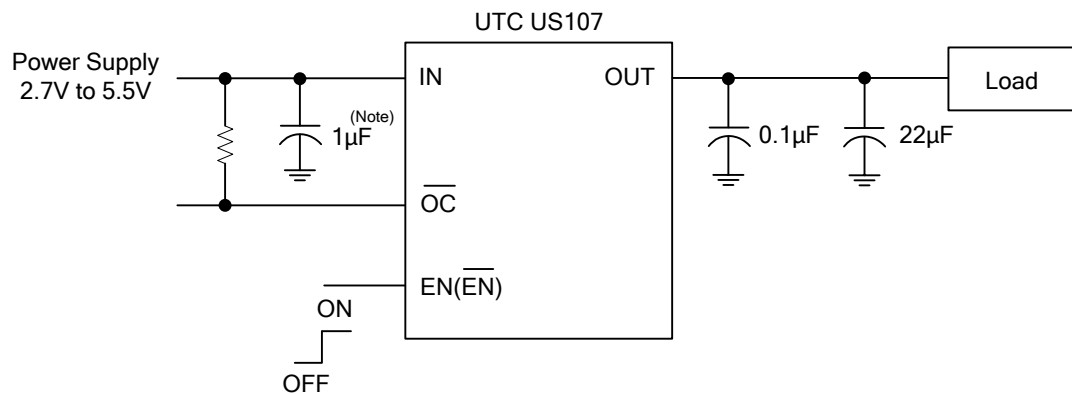 UTC US107
Power Supply
2.7V to 5.5V
IN
OUT
Load
(Note)
1µF
0.1µF
22µF
OC
EN(EN)
ON
OFF